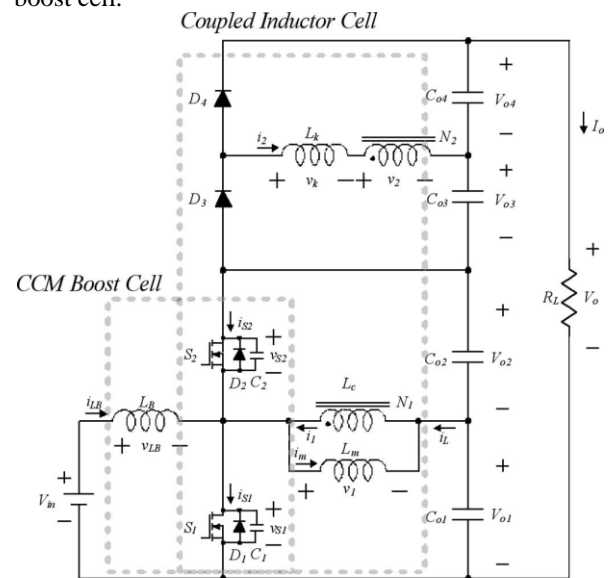 boost cell.
Coupled Inductor Cell
D4
Co4
+
Vo4
−
Io
i2
Lk
N2
+ vk −
+ v2 −
D3
Co3
+
Vo3
−
CCM Boost Cell
iS2
S2
D2 C2
+
vS2
−
Co2
+
Vo2
−
RL
+
Vo
−
iLB
LB
+ vLB −
Lc
N1
i1
iL
im
Lm
+ v1 −
+
Vin
−
iS1
S1
D1 C1
+
vS1
−
Co1
+
Vo1
−